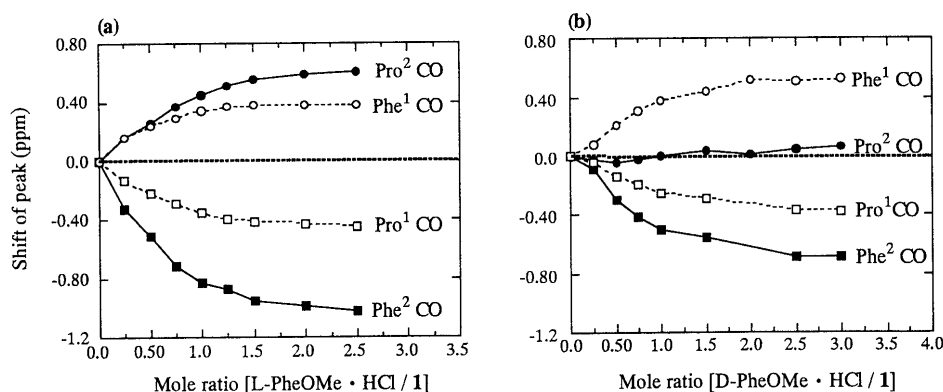 (a)
0.80
0.40
0.0
-0.40
-0.80
-1.2
Shift of peak (ppm)
Pro² CO
Phe¹ CO
Pro¹ CO
Phe² CO
0.0 0.50 1.0 1.5 2.0 2.5 3.0 3.5
Mole ratio [L-PheOMe • HCl / 1]
(b)
0.80
0.40
0.0
-0.40
-0.80
-1.2
Phe¹ CO
Pro² CO
Pro¹CO
Phe² CO
0.0 0.50 1.0 1.5 2.0 2.5 3.0 3.5 4.0
Mole ratio [D-PheOMe • HCl / 1]